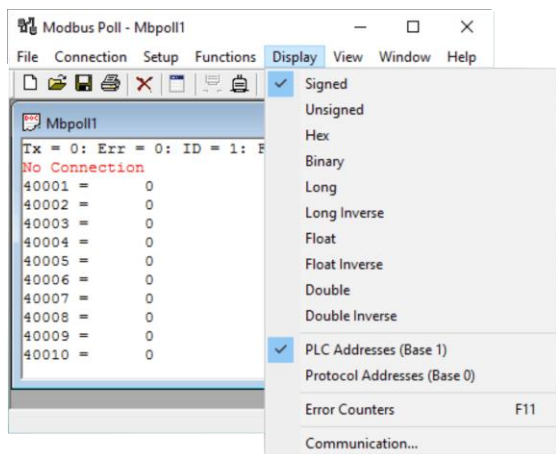 Modbus Poll - Mbpoll1
File Connection Setup Functions Display View Window Help
Mbpoll1
Tx = 0: Err = 0: ID = 1: F
No Connection
40001 = 0
40002 = 0
40003 = 0
40004 = 0
40005 = 0
40006 = 0
40007 = 0
40008 = 0
40009 = 0
40010 = 0
Signed
Unsigned
Hex
Binary
Long
Long Inverse
Float
Float Inverse
Double
Double Inverse
PLC Addresses (Base 1)
Protocol Addresses (Base 0)
Error Counters F11
Communication...